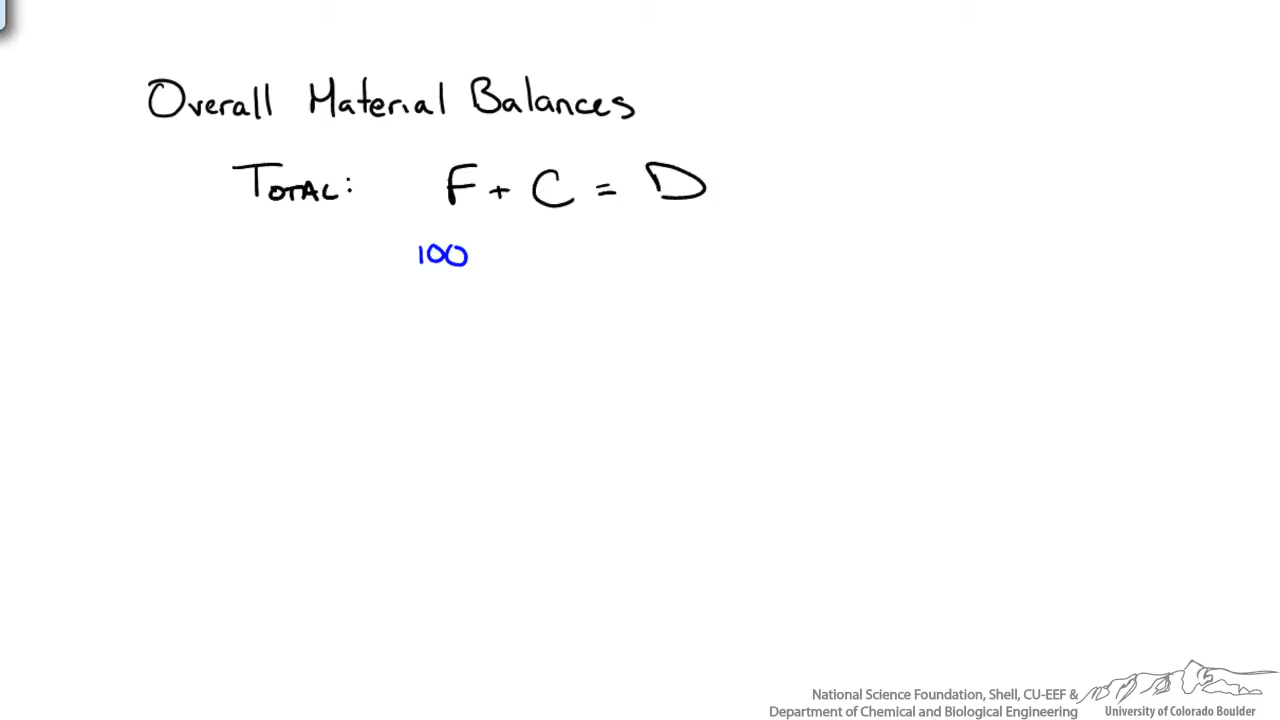 Overall Material Balances
TOTAL: F + C = D
100
National Science Foundation, Shell, CU-EEF &
Department of Chemical and Biological Engineering
University of Colorado Boulder